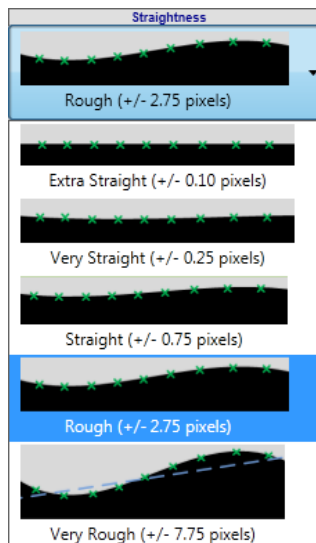 Straightness
Rough (+/- 2.75 pixels)
Extra Straight (+/- 0.10 pixels)
Very Straight (+/- 0.25 pixels)
Straight (+/- 0.75 pixels)
Rough (+/- 2.75 pixels)
Very Rough (+/- 7.75 pixels)